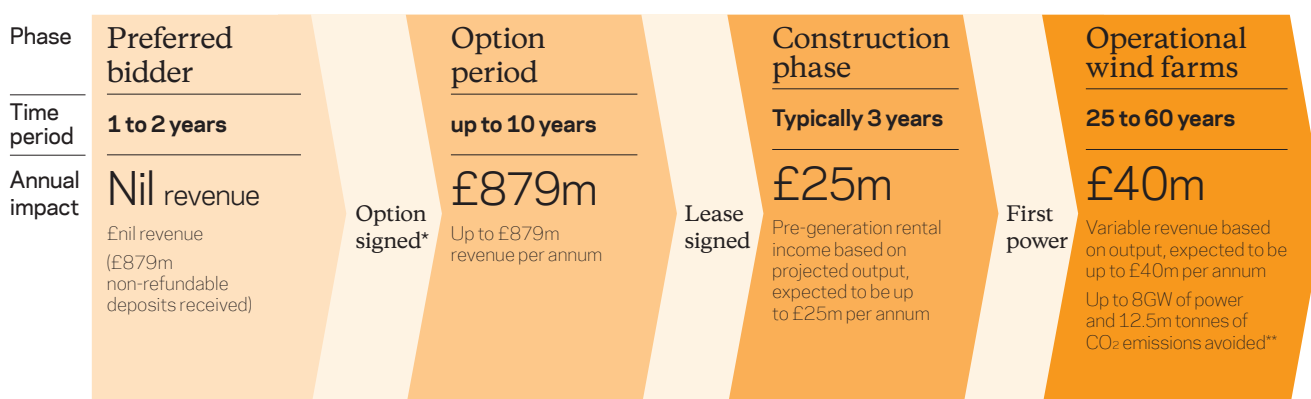 Phase
Preferred
bidder
Option
period
Construction
phase
Operational
wind farms
Time
period
1 to 2 years
up to 10 years
Typically 3 years
25 to 60 years
Annual
impact
Nil revenue
£nil revenue
(£879m
non-refundable
deposits received)
Option
signed*
£879m
Up to £879m
revenue per annum
Lease
signed
£25m
Pre-generation rental
income based on
projected output,
expected to be up
to £25m per annum
First
power
£40m
Variable revenue based
on output, expected to be
up to £40m per annum
Up to 8GW of power
and 12.5m tonnes of
CO2 emissions avoided**